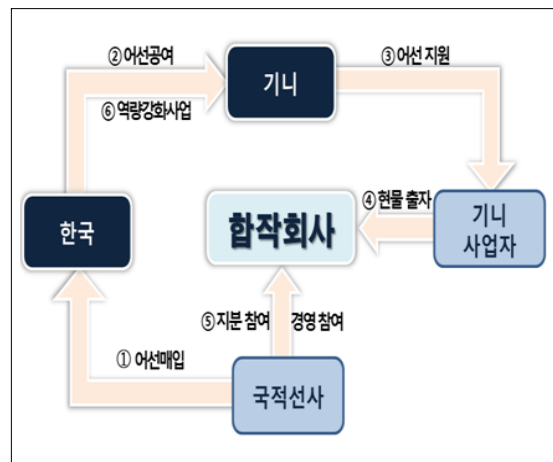 ② 어선공여
기니
③ 어선 지원
⑥ 역량강화사업
④ 현물 출자
한국
합작회사
기니
사업자
⑤ 지분 참여
경영 참여
① 어선매입
국적선사